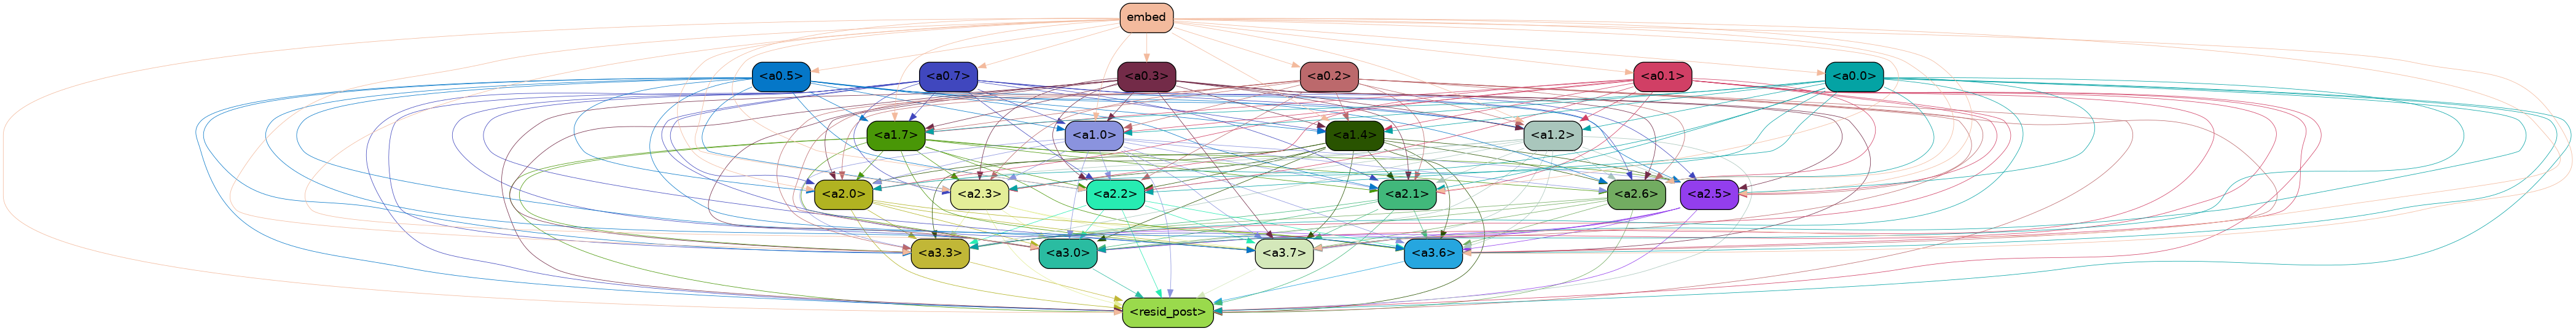 embed
<a0.5> <a0.7> <a0.3> <a0.2> <a0.1> <a0.0>
<a1.7> <a1.0> <a1.4> <a1.2>
<a2.0> <a2.3> <a2.2> <a2.1> <a2.6> <a2.5>
<a3.3> <a3.0> <a3.7> <a3.6>
<resid_post>